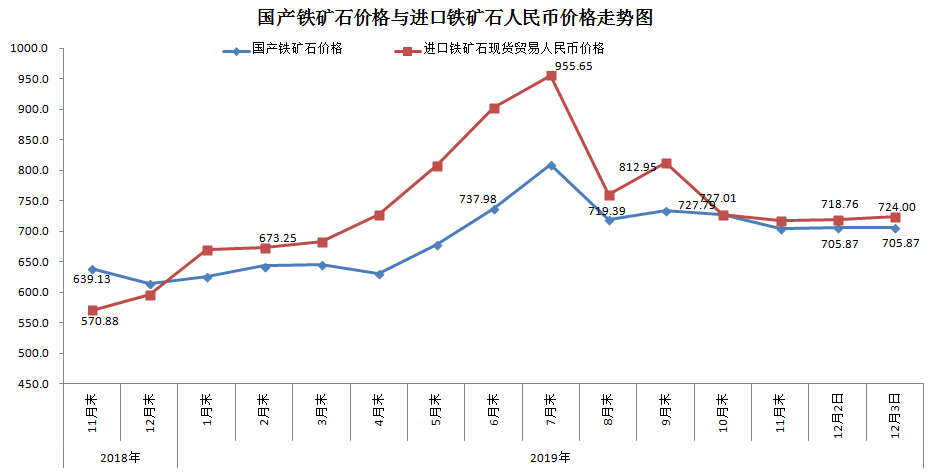 国产铁矿石价格与进口铁矿石人民币价格走势图
国产铁矿石价格
进口铁矿石现货贸易人民币价格
1000.0
950.0
900.0
850.0
800.0
750.0
700.0
650.0
600.0
550.0
500.0
450.0
639.13
570.88
673.25
737.98
955.65
719.39
812.95
727.79
727.01
718.76
705.87
724.00
705.87
11月末
12月末
1月末
2月末
3月末
4月末
5月末
6月末
7月末
8月末
9月末
10月末
11月末
12月2日
12月3日
2018年
2019年